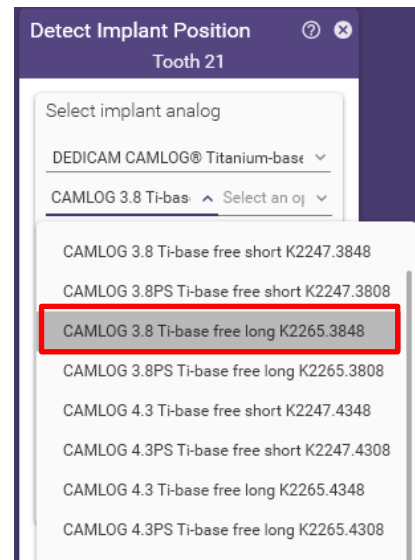 Detect Implant Position
Tooth 21
Select implant analog
DEDICAM CAMLOG® Titanium-base
CAMLOG 3.8 Ti-bas Select an o
CAMLOG 3.8 Ti-base free short K2247.3848
CAMLOG 3.8PS Ti-base free short K2247.3808
CAMLOG 3.8 Ti-base free long K2265.3848
CAMLOG 3.8PS Ti-base free long K2265.3808
CAMLOG 4.3 Ti-base free short K2247.4348
CAMLOG 4.3PS Ti-base free short K2247.4308
CAMLOG 4.3 Ti-base free long K2265.4348
CAMLOG 4.3PS Ti-base free long K2265.4308